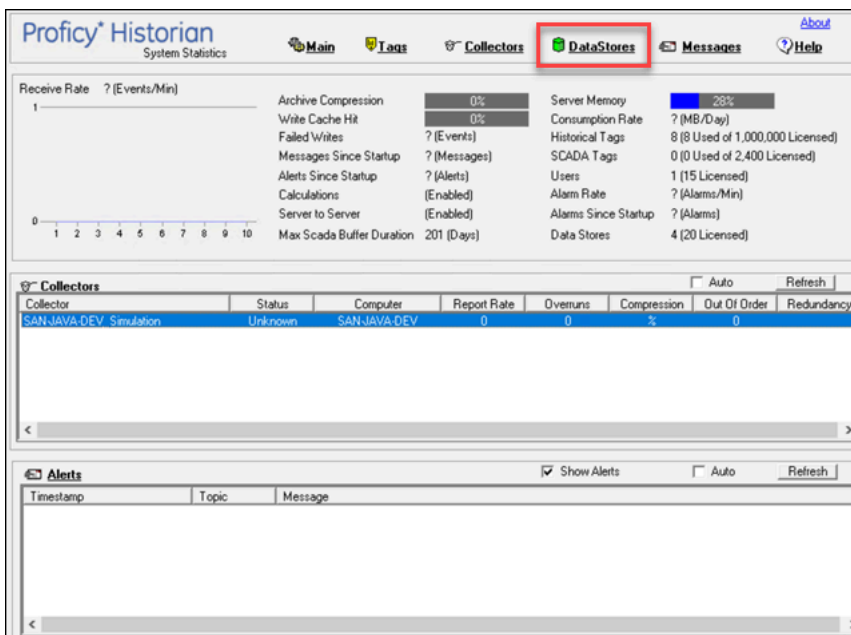 Proficy* Historian
System Statistics
Main Tags Collectors DataStores Messages About Help
Receive Rate ? (Events/Min)
1
0
1 2 3 4 5 6 7 8 9 10
Archive Compression 0%
Write Cache Hit 0%
Failed Writes ? (Events)
Messages Since Startup ? (Messages)
Alerts Since Startup ? (Alerts)
Calculations (Enabled)
Server to Server (Enabled)
Max Scada Buffer Duration 201 (Days)
Server Memory 28%
Consumption Rate ? (MB/Day)
Historical Tags 8 (8 Used of 1,000,000 Licensed)
SCADA Tags 0 (0 Used of 2,400 Licensed)
Users 1 (15 Licensed)
Alarm Rate ? (Alarms/Min)
Alarms Since Startup ? (Alarms)
Data Stores 4 (20 Licensed)
Collectors Auto Refresh
Collector Status Computer Report Rate Overruns Compression Out Of Order Redundancy
SAN-JAVA-DEV_Simulation Unknown SAN-JAVA-DEV 0 0 % 0
Alerts Show Alerts Auto Refresh
Timestamp Topic Message